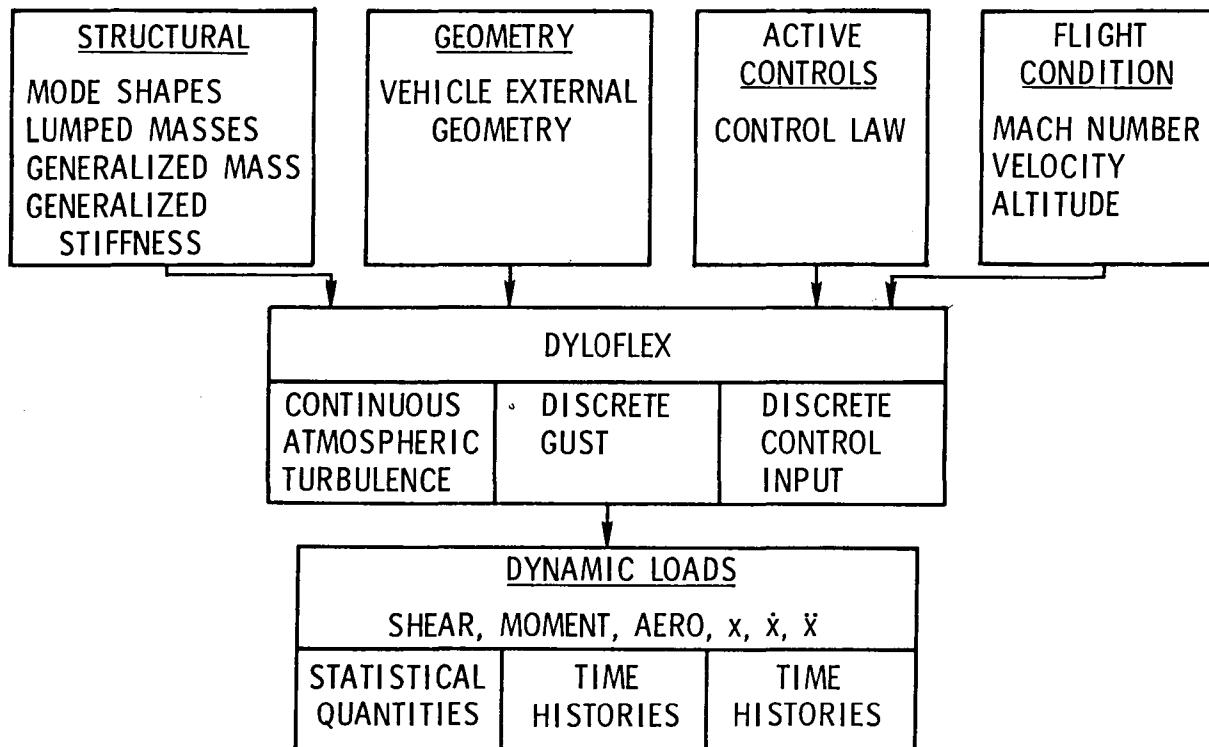 STRUCTURAL
MODE SHAPES
LUMPED MASSES
GENERALIZED MASS
GENERALIZED
STIFFNESS
GEOMETRY
VEHICLE EXTERNAL
GEOMETRY
ACTIVE
CONTROLS
CONTROL LAW
FLIGHT
CONDITION
MACH NUMBER
VELOCITY
ALTITUDE
DYLOFLEX
CONTINUOUS
ATMOSPHERIC
TURBULENCE
DISCRETE
GUST
DISCRETE
CONTROL
INPUT
DYNAMIC LOADS
SHEAR, MOMENT, AERO, x, ẋ, ẍ
STATISTICAL
QUANTITIES
TIME
HISTORIES
TIME
HISTORIES